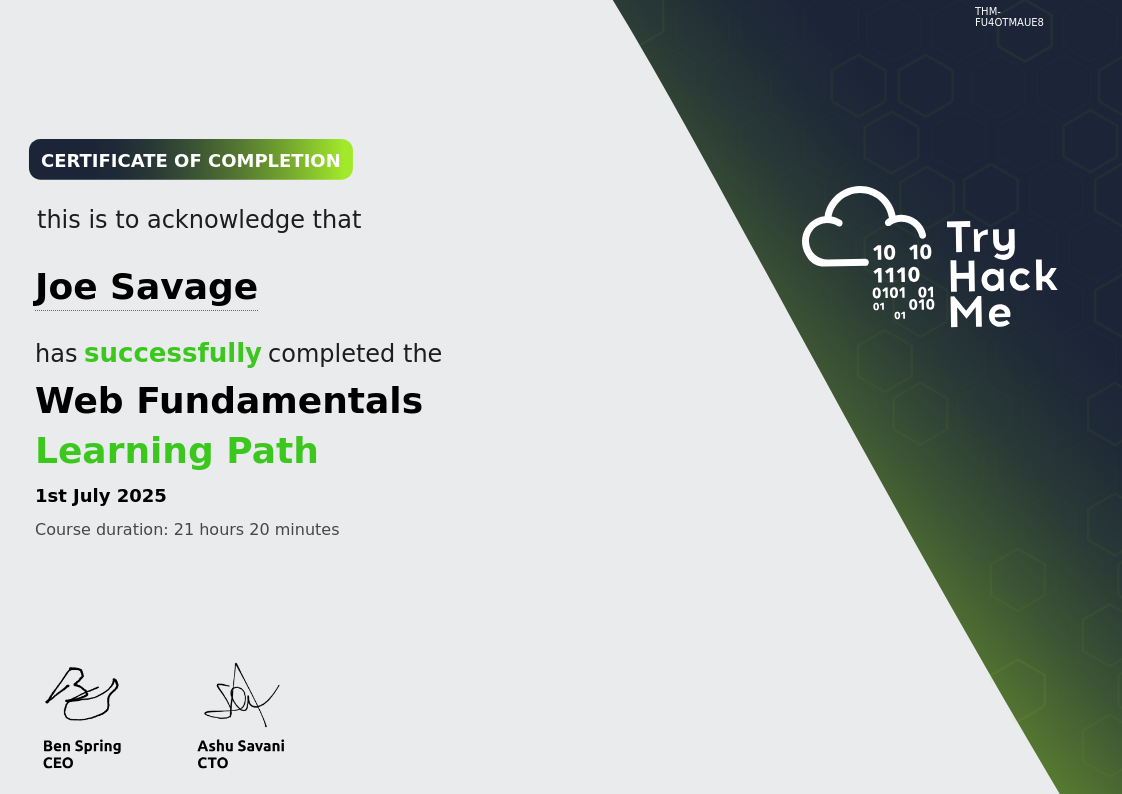 THM-
FU4OTMAUE8
CERTIFICATE OF COMPLETION
this is to acknowledge that
Joe Savage
has successfully completed the
Web Fundamentals
Learning Path
1st July 2025
Course duration: 21 hours 20 minutes
10 10
1110
0101 01
01 010
01
Try
Hack
Me
Ben Spring
CEO
Ashu Savani
CTO